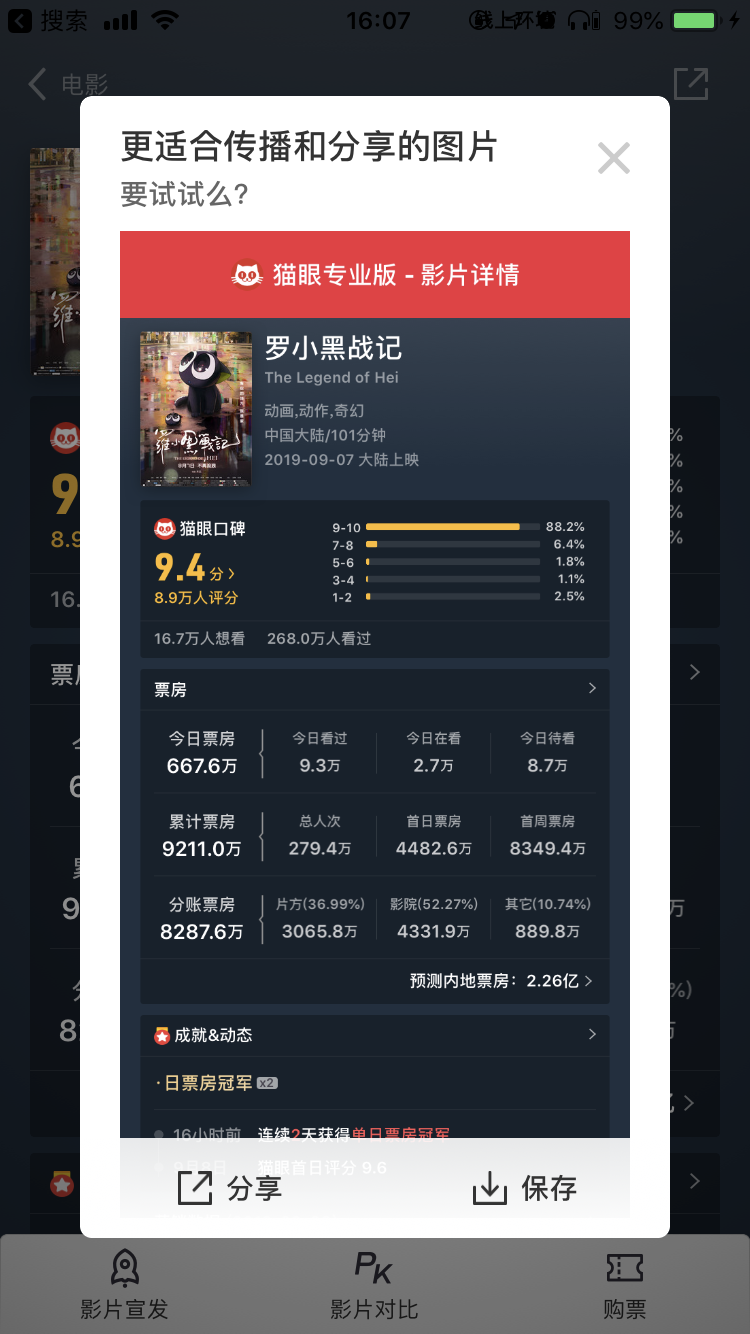 搜索 16:07 99%
电影
更适合传播和分享的图片
要试试么?
猫眼专业版 - 影片详情
罗小黑战记
The Legend of Hei
动画,动作,奇幻
中国大陆/101分钟
2019-09-07 大陆上映
猫眼口碑
9.4分
8.9万人评分
9-10 88.2%
7-8 6.4%
5-6 1.8%
3-4 1.1%
1-2 2.5%
16.7万人想看 268.0万人看过
票房
今日票房 今日看过 今日在看 今日待看
667.6万 9.3万 2.7万 8.7万
累计票房 总人次 首日票房 首周票房
9211.0万 279.4万 4482.6万 8349.4万
分账票房 片方(36.99%) 影院(52.27%) 其它(10.74%)
8287.6万 3065.8万 4331.9万 889.8万
预测内地票房：2.26亿
成就&动态
·日票房冠军 x2
16小时前 连续2天获得单日票房冠军
9月8日 猫眼首日评分 9.6
分享 保存
影片宣发 影片对比 购票